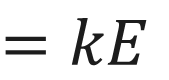 = kE